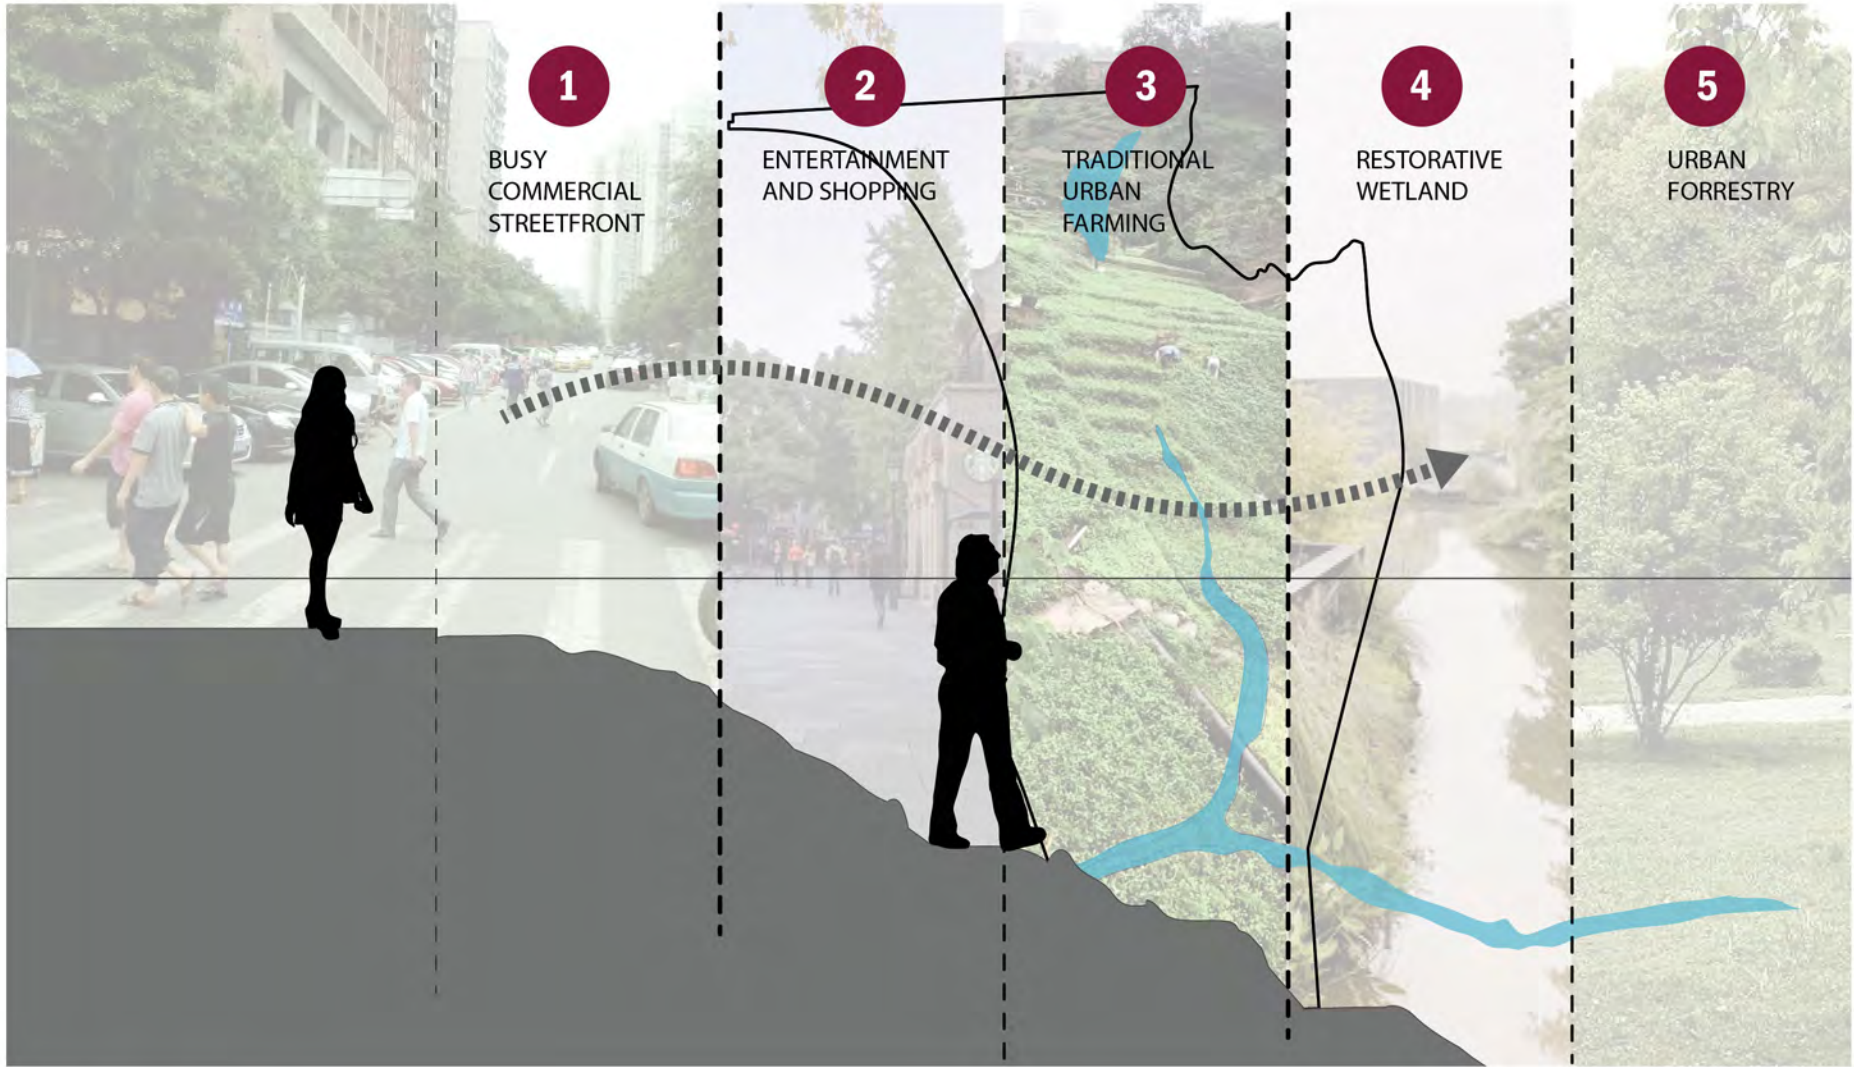 1
BUSY
COMMERCIAL
STREETFRONT
2
ENTERTAINMENT
AND SHOPPING
3
TRADITIONAL
URBAN
FARMING
4
RESTORATIVE
WETLAND
5
URBAN
FORRESTRY